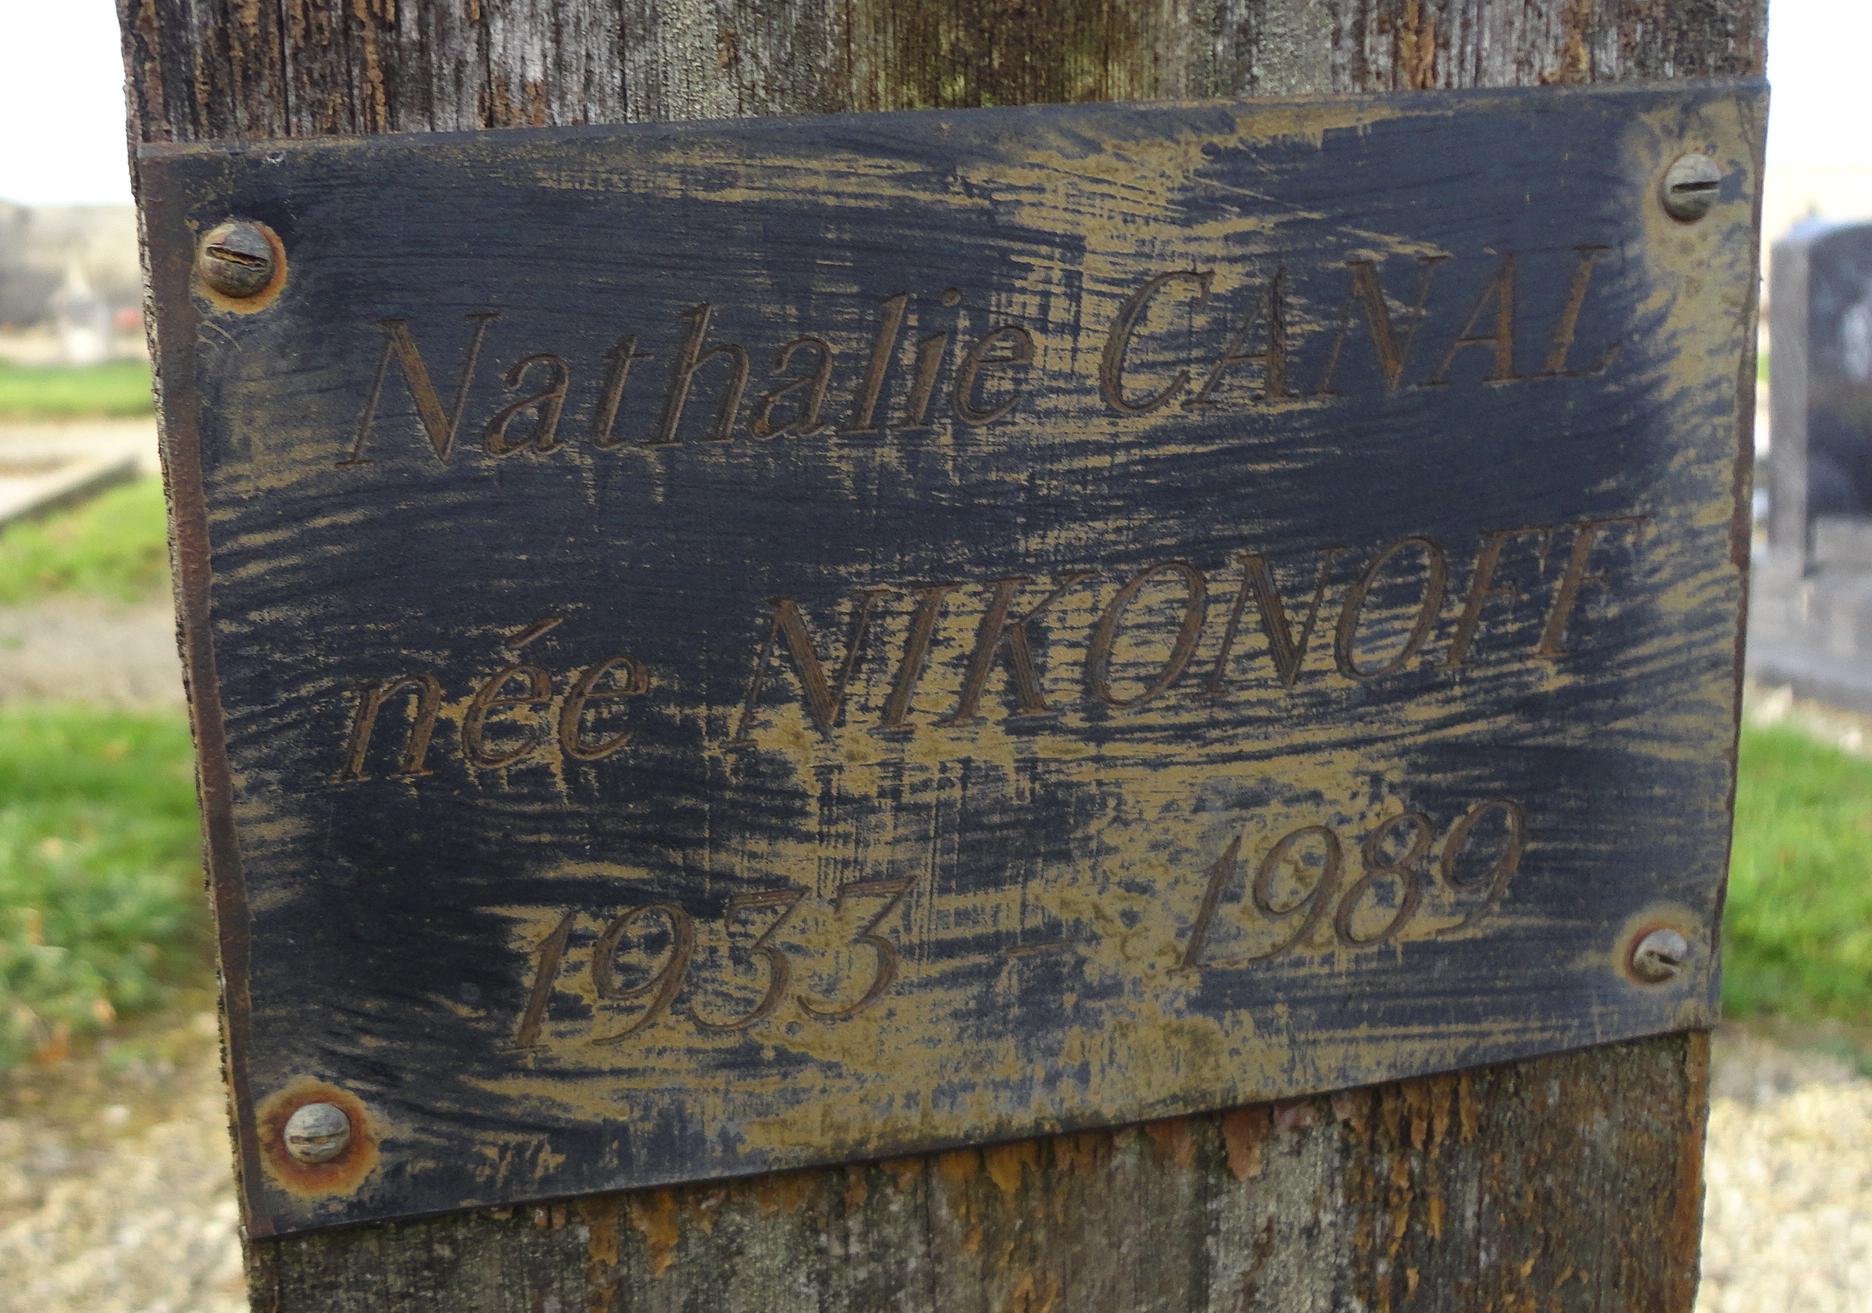 Nathalie CANAL
née NIKONOFF
1933 - 1989